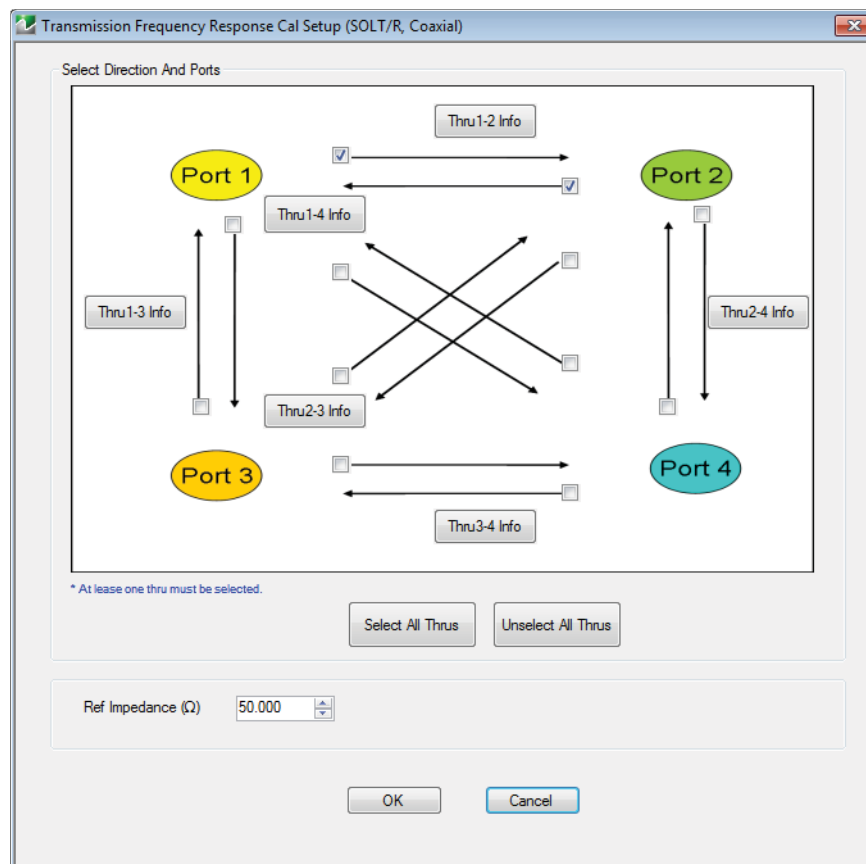 Transmission Frequency Response Cal Setup (SOLT/R, Coaxial)
Select Direction And Ports
Thru1-2 Info
Port 1
Port 2
Thru1-4 Info
Thru1-3 Info
Thru2-4 Info
Thru2-3 Info
Port 3
Port 4
Thru3-4 Info
* At lease one thru must be selected.
Select All Thrus
Unselect All Thrus
Ref Impedance (Ω)
50.000
OK
Cancel